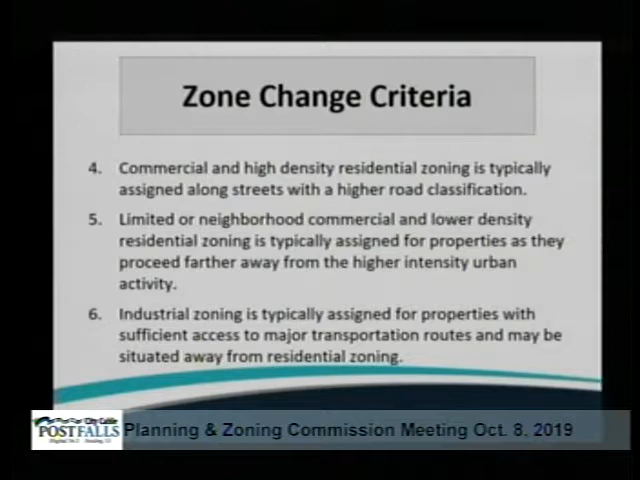 Zone Change Criteria
4. Commercial and high density residential zoning is typically
assigned along streets with a higher road classification.
5. Limited or neighborhood commercial and lower density
residential zoning is typically assigned for properties as they
proceed farther away from the higher intensity urban
activity.
6. Industrial zoning is typically assigned for properties with
sufficient access to major transportation routes and may be
situated away from residential zoning.
City Cable
POST FALLS
Planning & Zoning Commission Meeting Oct. 8, 2019